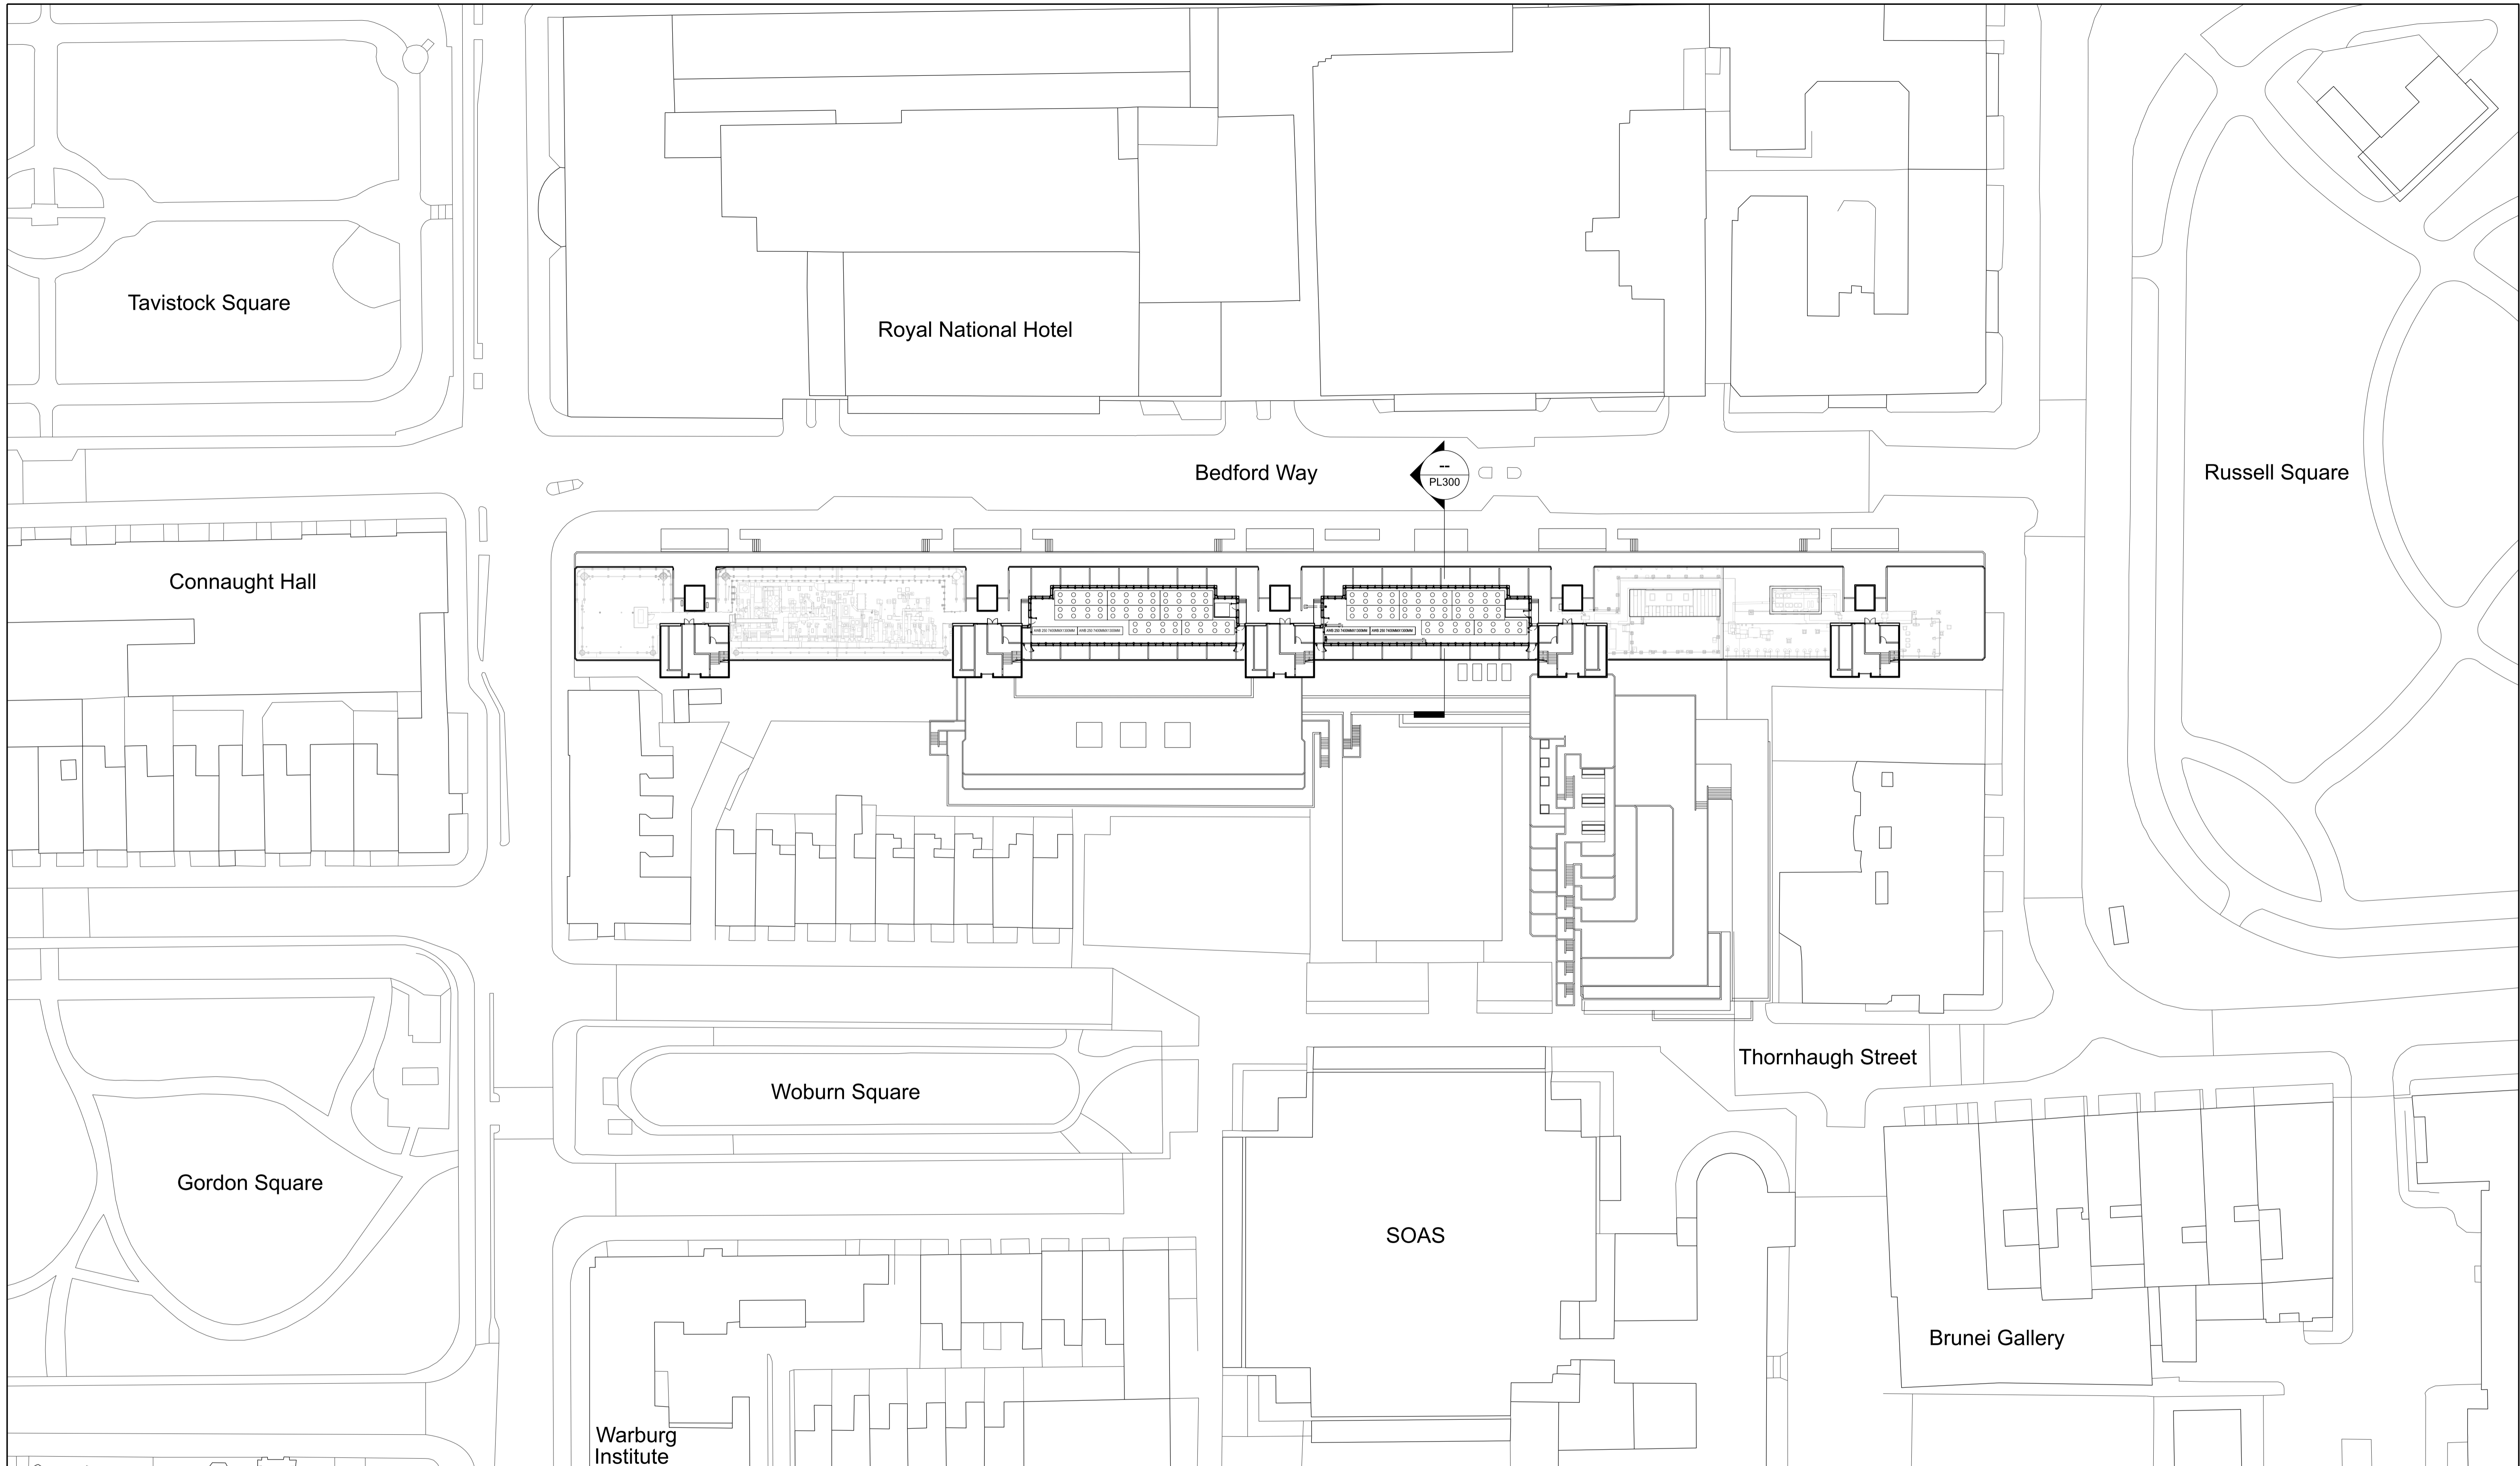 Tavistock Square
Royal National Hotel
Bedford Way
--
PL300
Russell Square
Connaught Hall
Thornhaugh Street
Woburn Square
Gordon Square
SOAS
Brunei Gallery
Warburg
Institute